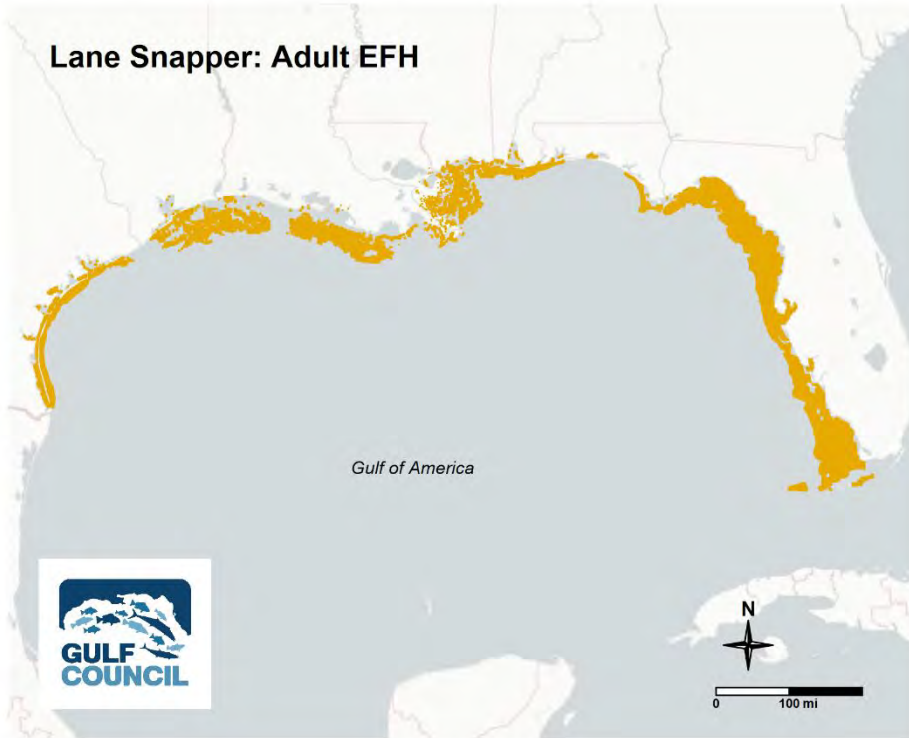 Lane Snapper: Adult EFH
Gulf of America
GULF
COUNCIL
N
0 100 mi